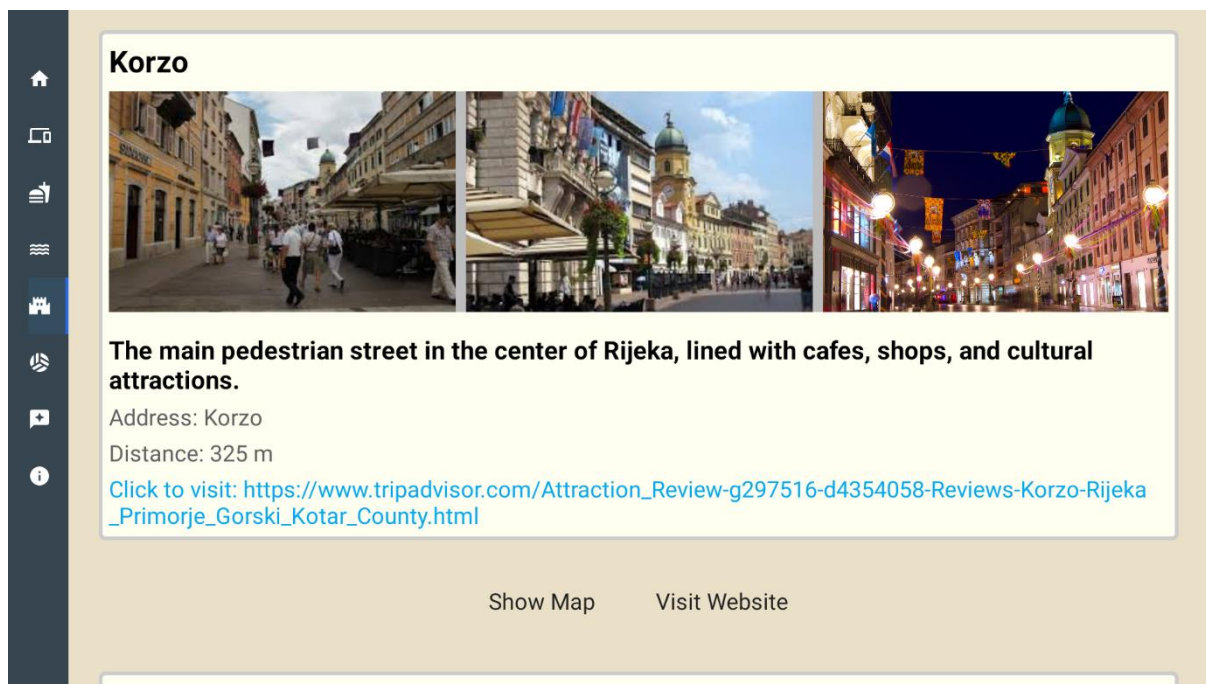 Korzo
The main pedestrian street in the center of Rijeka, lined with cafes, shops, and cultural
attractions.
Address: Korzo
Distance: 325 m
Click to visit: https://www.tripadvisor.com/Attraction_Review-g297516-d4354058-Reviews-Korzo-Rijeka
_Primorje_Gorski_Kotar_County.html
Show Map Visit Website